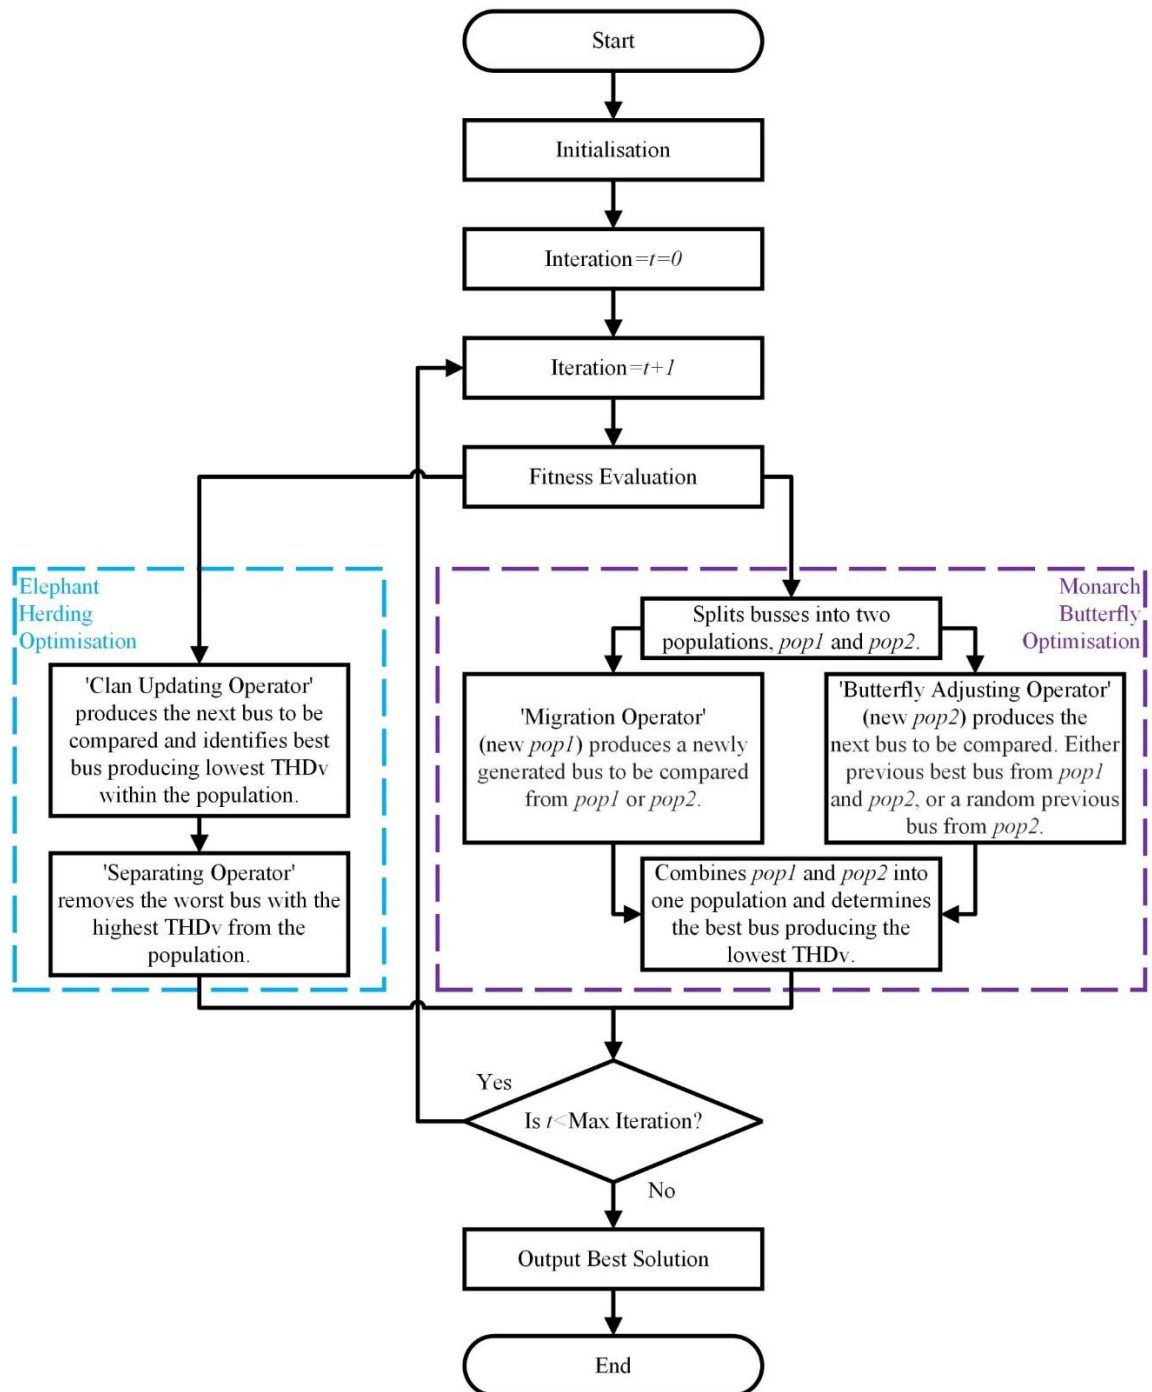 Start
Initialisation
Interation=t=0
Iteration=t+1
Fitness Evaluation
Elephant
Herding
Optimisation
'Clan Updating Operator'
produces the next bus to be
compared and identifies best
bus producing lowest THDv
within the population.
'Separating Operator'
removes the worst bus with the
highest THDv from the
population.
Monarch
Butterfly
Optimisation
Splits busses into two
populations, pop1 and pop2.
'Migration Operator'
(new pop1) produces a newly
generated bus to be compared
from pop1 or pop2.
'Butterfly Adjusting Operator'
(new pop2) produces the
next bus to be compared. Either
previous best bus from pop1
and pop2, or a random previous
bus from pop2.
Combines pop1 and pop2 into
one population and determines
the best bus producing the
lowest THDv.
Yes
Is t<Max Iteration?
No
Output Best Solution
End